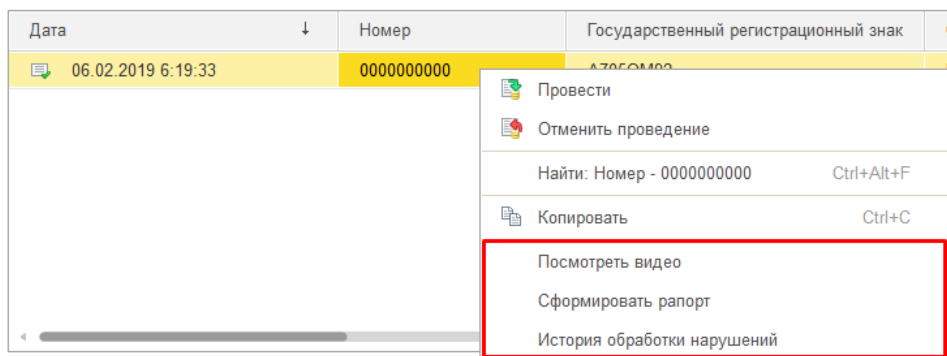 Дата ↓ Номер Государственный регистрационный знак
06.02.2019 6:19:33 0000000000
Провести
Отменить проведение
Найти: Номер - 0000000000 Ctrl+Alt+F
Копировать Ctrl+C
Посмотреть видео
Сформировать рапорт
История обработки нарушений